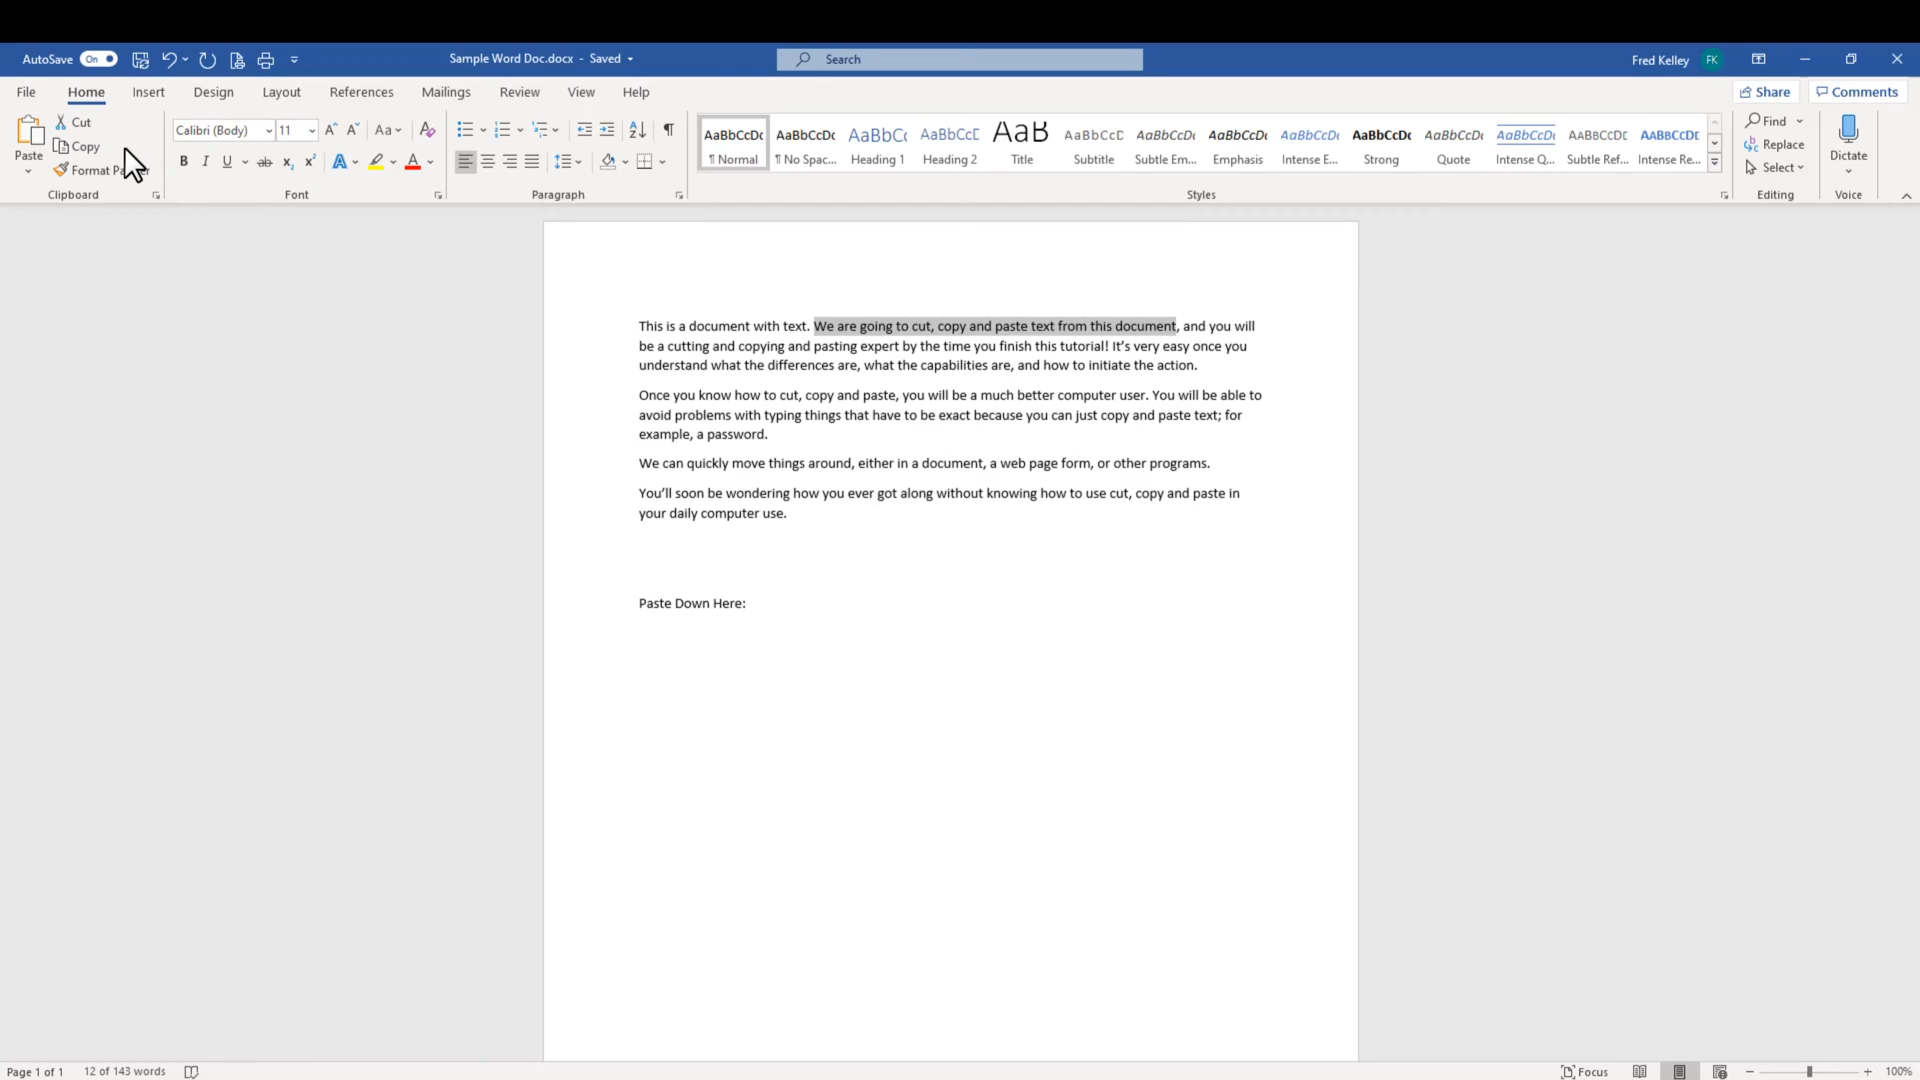 AutoSave On Sample Word Doc.docx - Saved Search Fred Kelley FK
File Home Insert Design Layout References Mailings Review View Help Share Comments
Paste
Cut
Copy
Format
Clipboard
Calibri (Body) 11 Aa
B I U ab x₂ x² A A
Font
Paragraph
AaBbCcDc AaBbCcDc AaBbCc AaBbCcD AaB AaBbCcD AaBbCcDc AaBbCcDc AaBbCcDc AaBbCcDc AaBbCcDc AaBbCcDc AABBCCDC AABBCCDC
¶ Normal ¶ No Spac... Heading 1 Heading 2 Title Subtitle Subtle Em... Emphasis Intense E... Strong Quote Intense Q... Subtle Ref... Intense Re...
Styles
Find
Replace
Select
Editing
Dictate
Voice
This is a document with text. We are going to cut, copy and paste text from this document, and you will
be a cutting and copying and pasting expert by the time you finish this tutorial! It’s very easy once you
understand what the differences are, what the capabilities are, and how to initiate the action.
Once you know how to cut, copy and paste, you will be a much better computer user. You will be able to
avoid problems with typing things that have to be exact because you can just copy and paste text; for
example, a password.
We can quickly move things around, either in a document, a web page form, or other programs.
You’ll soon be wondering how you ever got along without knowing how to use cut, copy and paste in
your daily computer use.
Paste Down Here:
Page 1 of 1 12 of 143 words Focus 100%